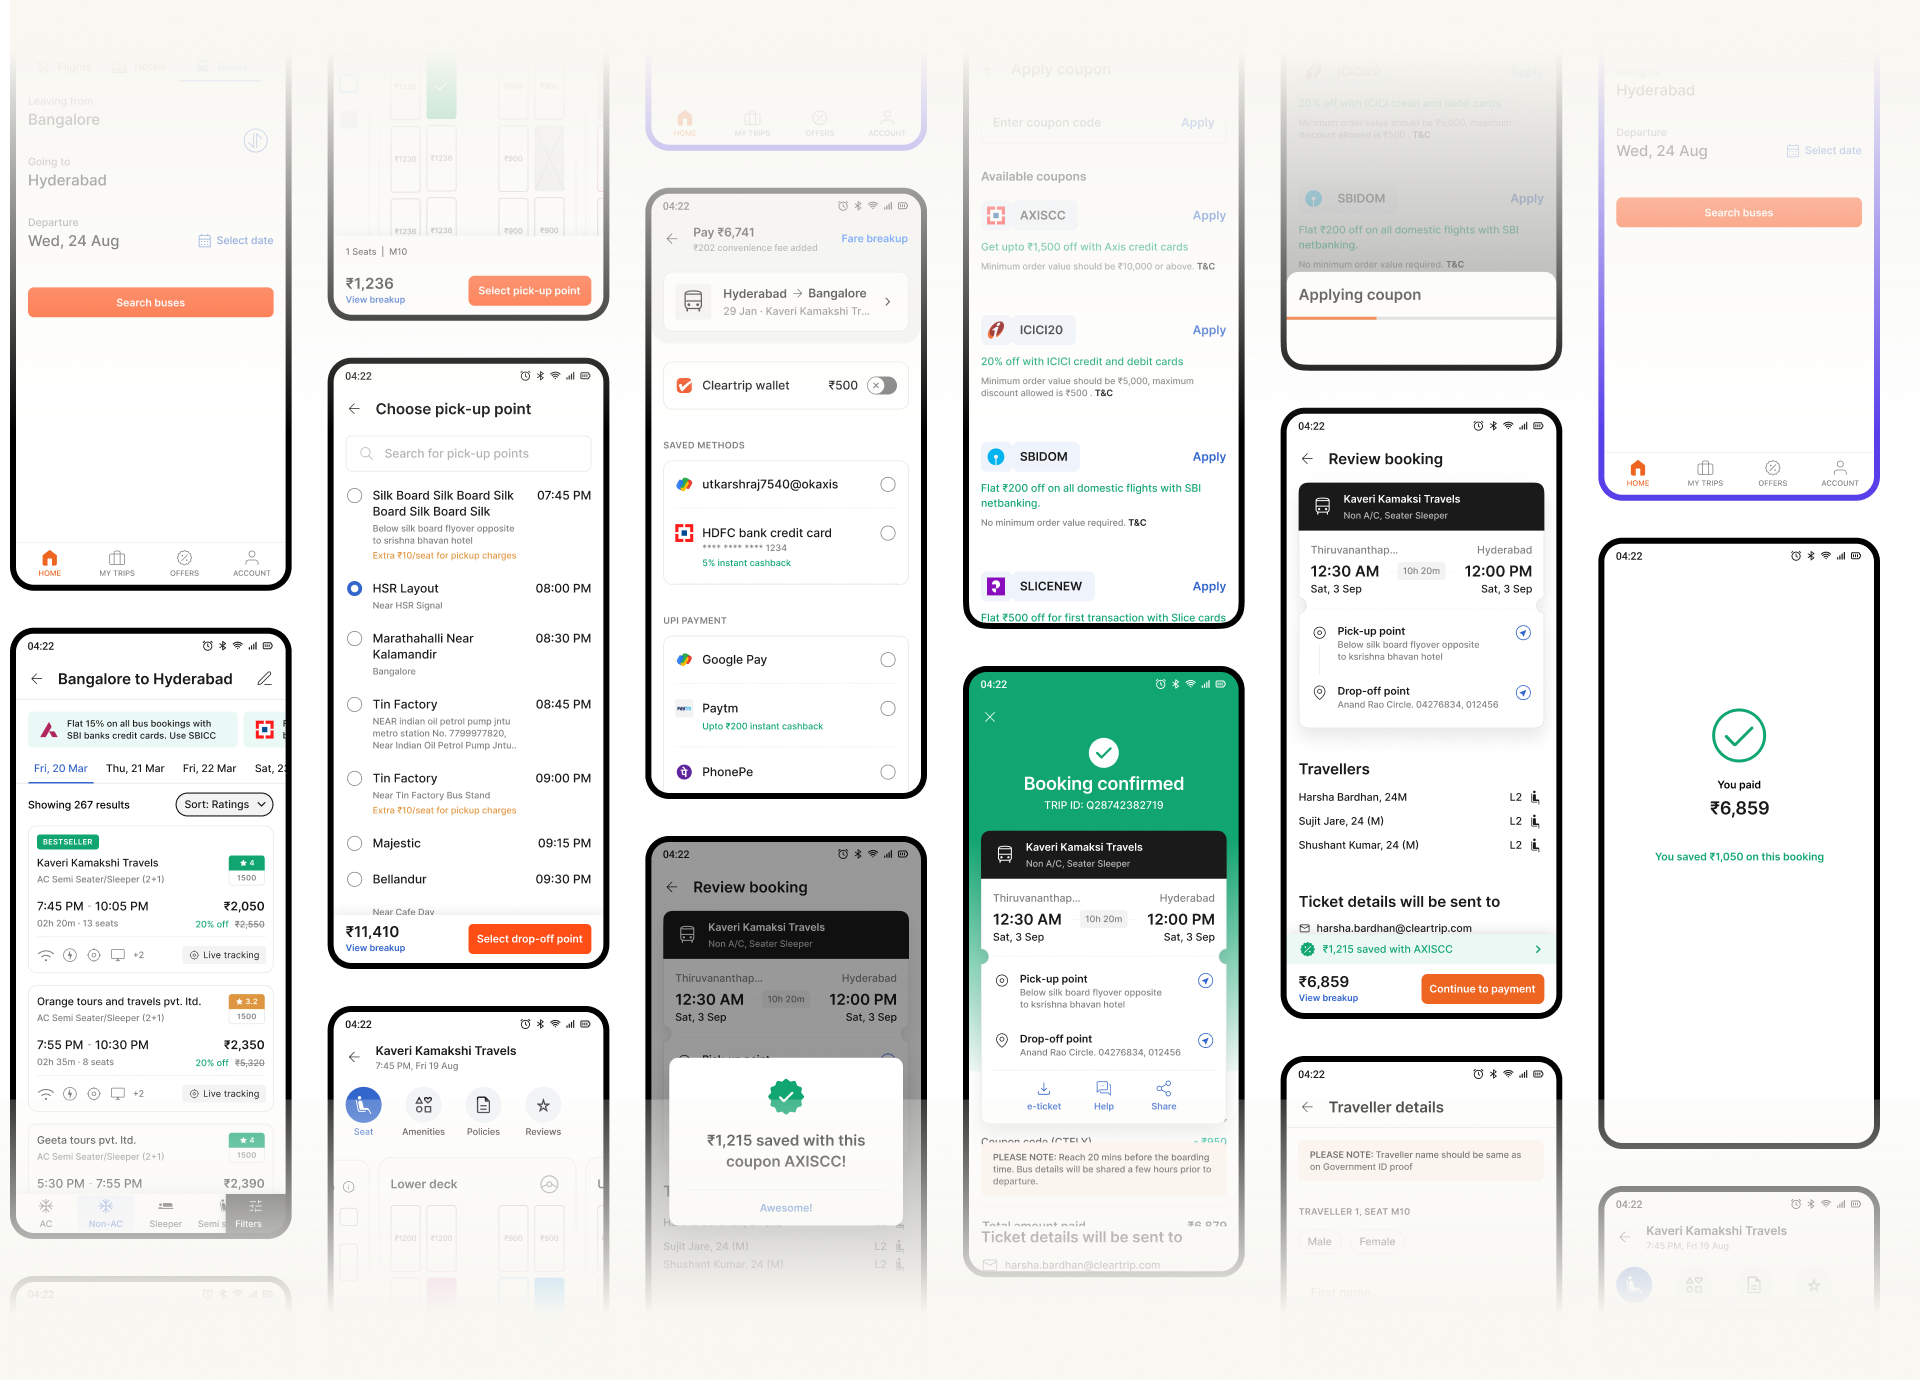 Flights
Hotels
Buses
Leaving from
Bangalore
Going to
Hyderabad
Departure
Wed, 24 Aug
Select date
Search buses
HOME
MY TRIPS
OFFERS
ACCOUNT
04:22
Bangalore to Hyderabad
Flat 15% on all bus bookings with
SBI banks credit cards. Use SBICC
Fri, 20 Mar
Thu, 21 Mar
Fri, 22 Mar
Sat, 23
Showing 267 results
Sort: Ratings
BESTSELLER
Kaveri Kamakshi Travels
4
AC Semi Seater/Sleeper (2+1)
1500
7:45 PM - 10:05 PM
₹2,050
02h 20m · 13 seats
20% off ₹2,550
+2
Live tracking
Orange tours and travels pvt. ltd.
3.2
AC Semi Seater/Sleeper (2+1)
1500
7:55 PM - 10:30 PM
₹2,350
02h 35m · 8 seats
20% off ₹5,320
+2
Live tracking
Geeta tours pvt. ltd.
4
AC Semi Seater/Sleeper (2+1)
1500
5:30 PM - 7:55 PM
₹2,390
AC
Non-AC
Sleeper
Semi s
Filters
04:22
₹1236
₹900
₹900
₹1236
₹1236
₹900
₹1236
₹1236
₹900
₹900
1 Seats | M10
₹1,236
View breakup
Select pick-up point
04:22
Choose pick-up point
Search for pick-up points
Silk Board Silk Board Silk
Board Silk Board Silk
07:45 PM
Below silk board flyover opposite
to srishna bhavan hotel
Extra ₹10/seat for pickup charges
HSR Layout
08:00 PM
Near HSR Signal
Marathahalli Near
Kalamandir
08:30 PM
Bangalore
Tin Factory
08:45 PM
NEAR indian oil petrol pump jntu
metro station No. 7799977820,
Near Indian Oil Petrol Pump Jntu..
Tin Factory
09:00 PM
Near Tin Factory Bus Stand
Extra ₹10/seat for pickup charges
Majestic
09:15 PM
Bellandur
09:30 PM
Near Cafe Day
₹11,410
View breakup
Select drop-off point
04:22
Kaveri Kamakshi Travels
7:45 PM, Fri 19 Aug
Seat
Amenities
Policies
Reviews
Lower deck
U
₹1200
₹900
₹900
HOME
MY TRIPS
OFFERS
ACCOUNT
04:22
Pay ₹6,741
₹202 convenience fee added
Fare breakup
Hyderabad → Bangalore
29 Jan · Kaveri Kamakshi Tr...
Cleartrip wallet
₹500
SAVED METHODS
utkarshraj7540@okaxis
HDFC bank credit card
**** **** **** 1234
5% instant cashback
UPI PAYMENT
Google Pay
Paytm
Upto ₹200 instant cashback
PhonePe
04:22
Review booking
Kaveri Kamaksi Travels
Non A/C, Seater Sleeper
Thiruvananthap...
Hyderabad
12:30 AM
10h 20m
12:00 PM
Sat, 3 Sep
Sat, 3 Sep
Pick-up point
₹1,215 saved with this
coupon AXISCC!
Awesome!
Sujit Jare, 24 (M)
L2
Shushant Kumar, 24 (M)
L2
Apply coupon
Enter coupon code
Apply
Available coupons
AXISCC
Apply
Get upto ₹1,500 off with Axis credit cards
Minimum order value should be ₹10,000 or above. T&C
ICICI20
Apply
20% off with ICICI credit and debit cards
Minimum order value should be ₹5,000, maximum
discount allowed is ₹500 . T&C
SBIDOM
Apply
Flat ₹200 off on all domestic flights with SBI
netbanking.
No minimum order value required. T&C
SLICENEW
Apply
Flat ₹500 off for first transaction with Slice cards
04:22
Booking confirmed
TRIP ID: Q28742382719
Kaveri Kamaksi Travels
Non A/C, Seater Sleeper
Thiruvananthap...
Hyderabad
12:30 AM
10h 20m
12:00 PM
Sat, 3 Sep
Sat, 3 Sep
Pick-up point
Below silk board flyover opposite
to ksrishna bhavan hotel
Drop-off point
Anand Rao Circle. 04276834, 012456
e-ticket
Help
Share
Coupon code (CTFLY)
- ₹950
PLEASE NOTE: Reach 20 mins before the boarding
time. Bus details will be shared a few hours prior to
departure.
Total amount paid
₹6,879
Ticket details will be sent to
harsha.bardhan@cleartrip.com
ICICI20
Apply
20% off with ICICI credit and debit cards
Minimum order value should be ₹5,000, maximum
discount allowed is ₹500 . T&C
SBIDOM
Apply
Flat ₹200 off on all domestic flights with SBI
netbanking.
No minimum order value required. T&C
Applying coupon
04:22
Review booking
Kaveri Kamaksi Travels
Non A/C, Seater Sleeper
Thiruvananthap...
Hyderabad
12:30 AM
10h 20m
12:00 PM
Sat, 3 Sep
Sat, 3 Sep
Pick-up point
Below silk board flyover opposite
to ksrishna bhavan hotel
Drop-off point
Anand Rao Circle. 04276834, 012456
Travellers
Harsha Bardhan, 24M
L2
Sujit Jare, 24 (M)
L2
Shushant Kumar, 24 (M)
L2
Ticket details will be sent to
harsha.bardhan@cleartrip.com
₹1,215 saved with AXISCC
₹6,859
View breakup
Continue to payment
04:22
Traveller details
PLEASE NOTE: Traveller name should be same as
on Government ID proof
TRAVELLER 1, SEAT M10
Male
Female
First name
Going to
Hyderabad
Departure
Wed, 24 Aug
Select date
Search buses
HOME
MY TRIPS
OFFERS
ACCOUNT
04:22
You paid
₹6,859
You saved ₹1,050 on this booking
04:22
Kaveri Kamakshi Travels
7:45 PM, Fri 19 Aug